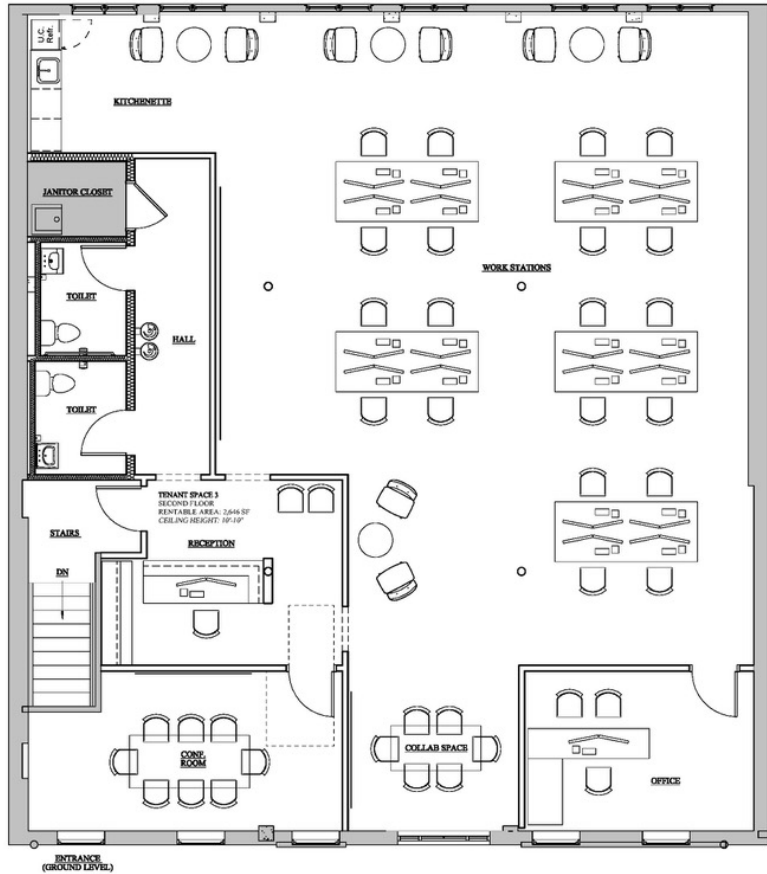 U.C.
Refr.
KITCHENETTE
JANITOR CLOSET
WORK STATIONS
TOILET
HALL
TOILET
TENANT SPACE 3
SECOND FLOOR
RENTABLE AREA: 2,646 SF
CEILING HEIGHT: 10'-10"
STAIRS
RECEPTION
DN
CONF.
ROOM
COLLAB SPACE
OFFICE
ENTRANCE
(GROUND LEVEL)